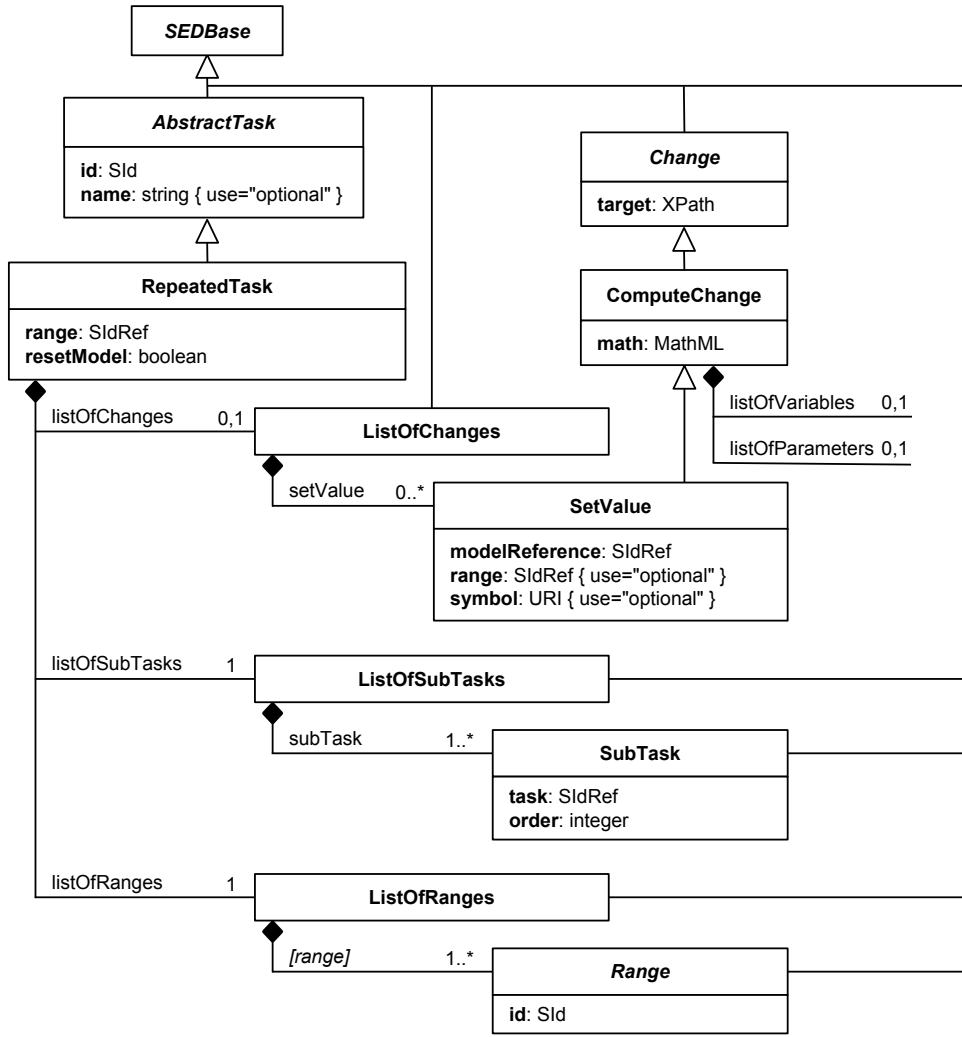 SEDBase
AbstractTask
id: SId
name: string { use="optional" }
Change
target: XPath
RepeatedTask
range: SIdRef
resetModel: boolean
ComputeChange
math: MathML
listOfChanges 0,1
ListOfChanges
listOfVariables 0,1
listOfParameters 0,1
setValue 0..*
SetValue
modelReference: SIdRef
range: SIdRef { use="optional" }
symbol: URI { use="optional" }
listOfSubTasks 1
ListOfSubTasks
subTask 1..*
SubTask
task: SIdRef
order: integer
listOfRanges 1
ListOfRanges
[range] 1..*
Range
id: SId